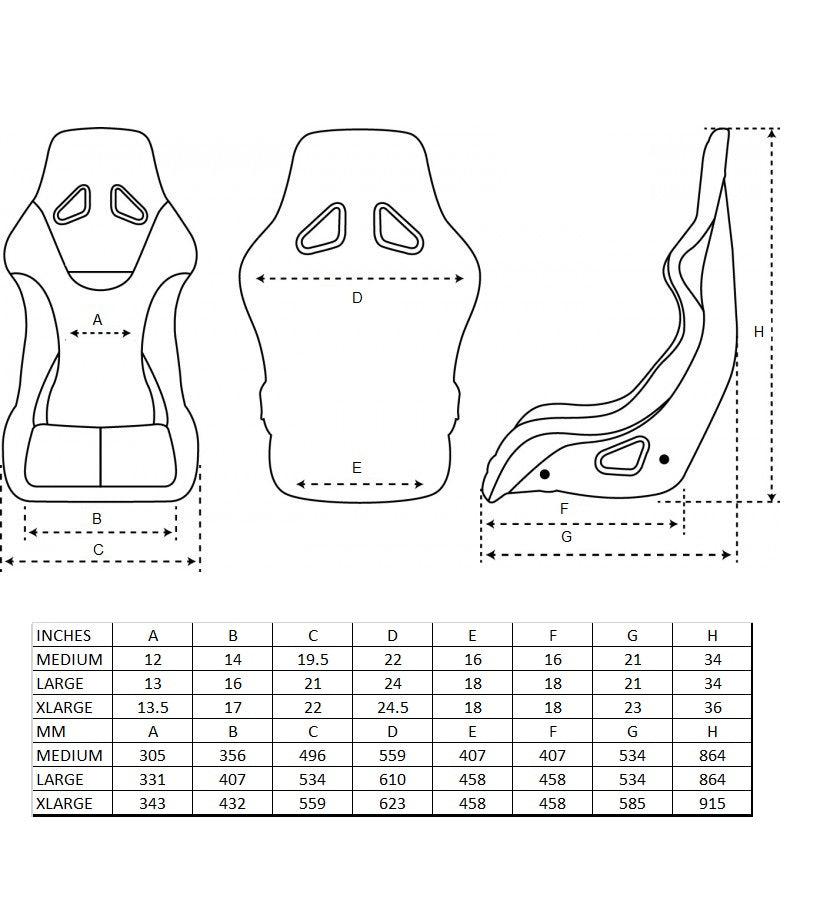 A
D
H
E
B
C
F
G
INCHES A B C D E F G H
MEDIUM 12 14 19.5 22 16 16 21 34
LARGE 13 16 21 24 18 18 21 34
XLARGE 13.5 17 22 24.5 18 18 23 36
MM A B C D E F G H
MEDIUM 305 356 496 559 407 407 534 864
LARGE 331 407 534 610 458 458 534 864
XLARGE 343 432 559 623 458 458 585 915